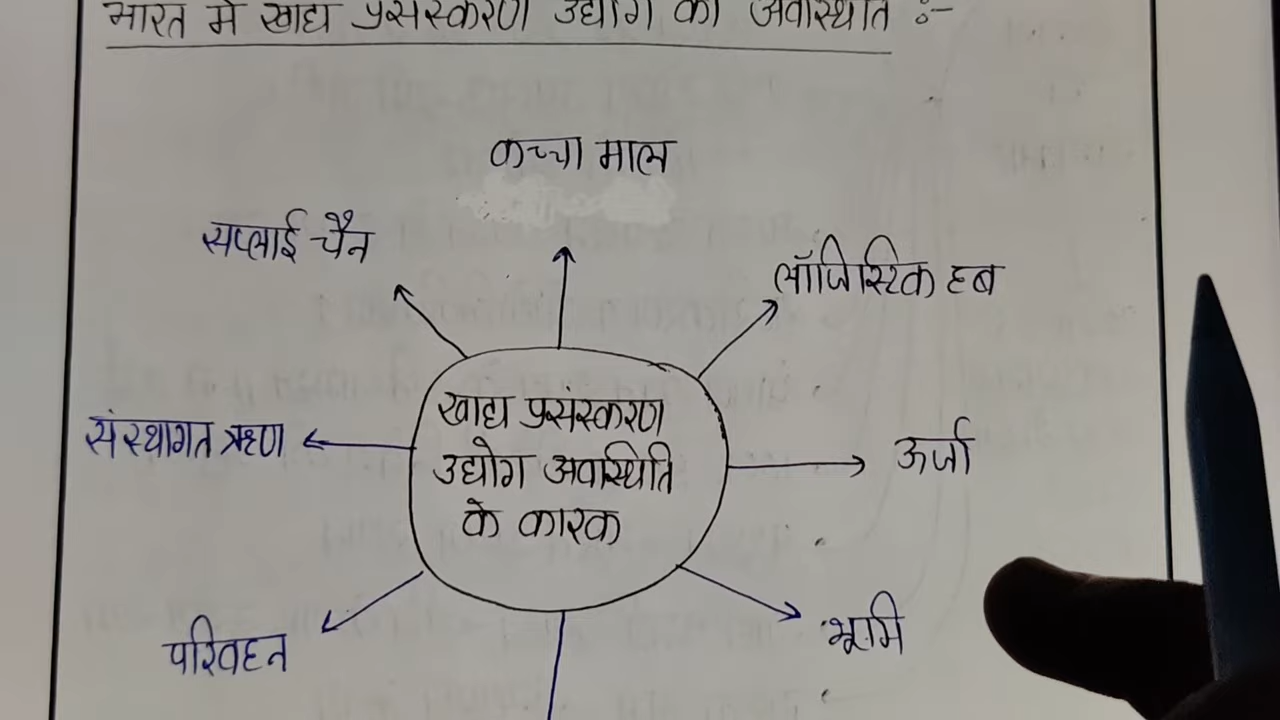 भारत में खाद्य प्रसंस्करण उद्योग की अवस्थिति :-
कच्चा माल
सप्लाई चैन
लॉजिस्टिक हब
खाद्य प्रसंस्करण
उद्योग अवस्थिति
के कारक
संस्थागत ऋण
ऊर्जा
परिवहन
भूमि